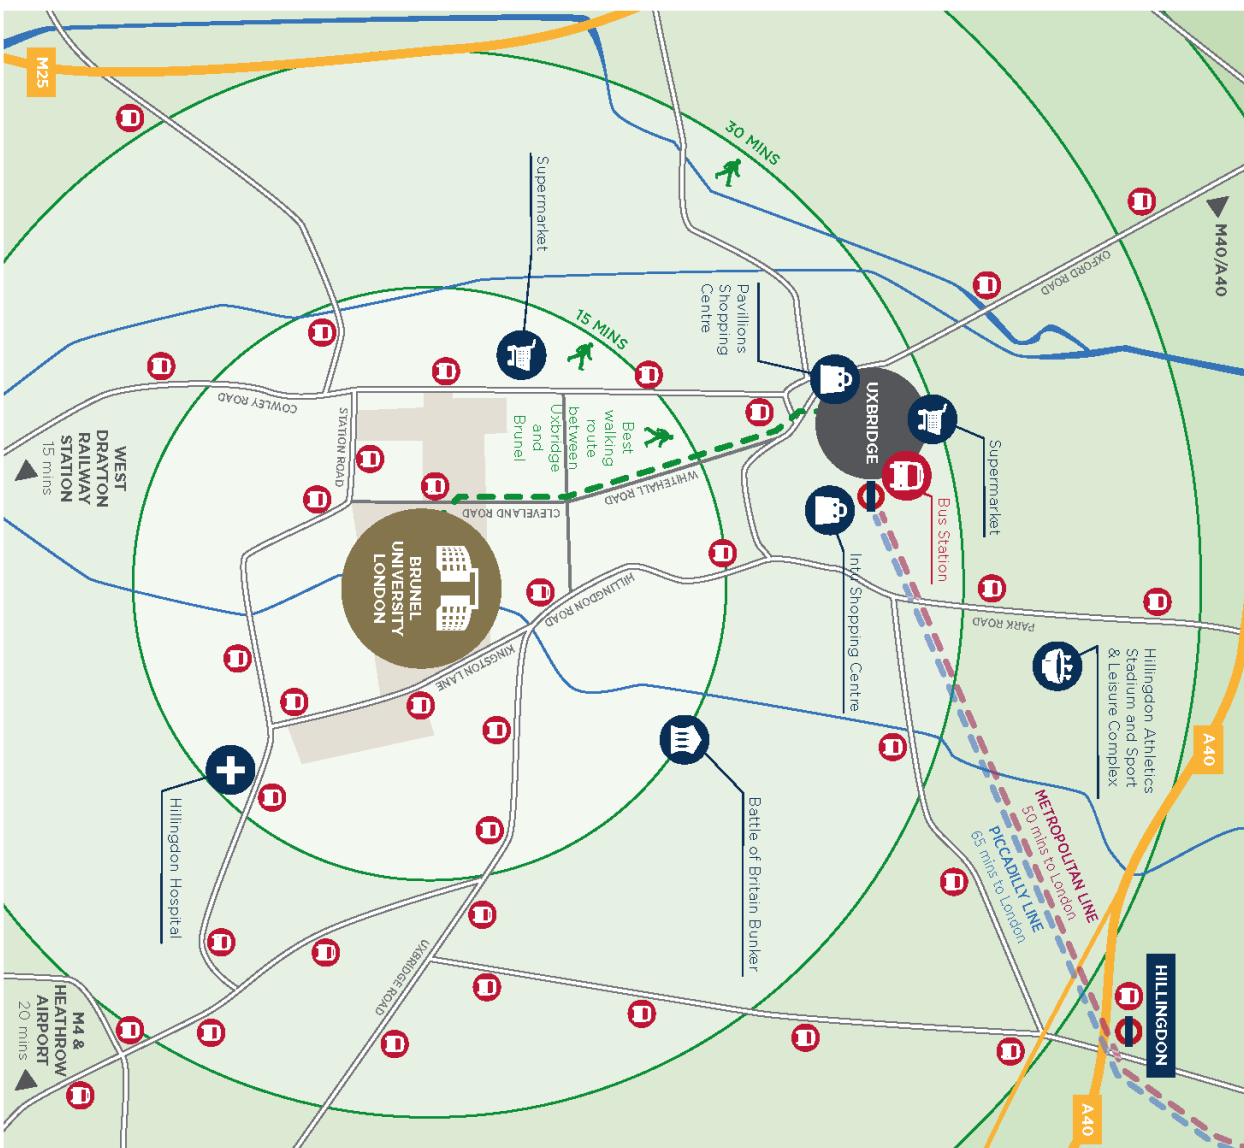 M25
30 MINS
M40/A40
OXFORD ROAD
Supermarket
15 MINS
Pavillions
Shopping
Centre
UXBRIDGE
Supermarket
Bus Station
COWLEY ROAD
STATION ROAD
WEST
DRAYTON
RAILWAY
STATION
15 mins
Best
walking
route
between
Uxbridge
and
Brunel
WHITEHALL ROAD
CLEVELAND ROAD
BRUNEL
UNIVERSITY
LONDON
HILLINGDON ROAD
KINGSTON LANE
Intu Shopping Centre
PARK ROAD
Hillingdon Athletics
Stadium and Sport
& Leisure Complex
A40
METROPOLITAN LINE
50 mins to London
PICCADILLY LINE
65 mins to London
Battle of Britain Bunker
Hillingdon Hospital
UXBRIDGE ROAD
M4 &
HEATHROW
AIRPORT
20 mins
HILLINGDON
A40